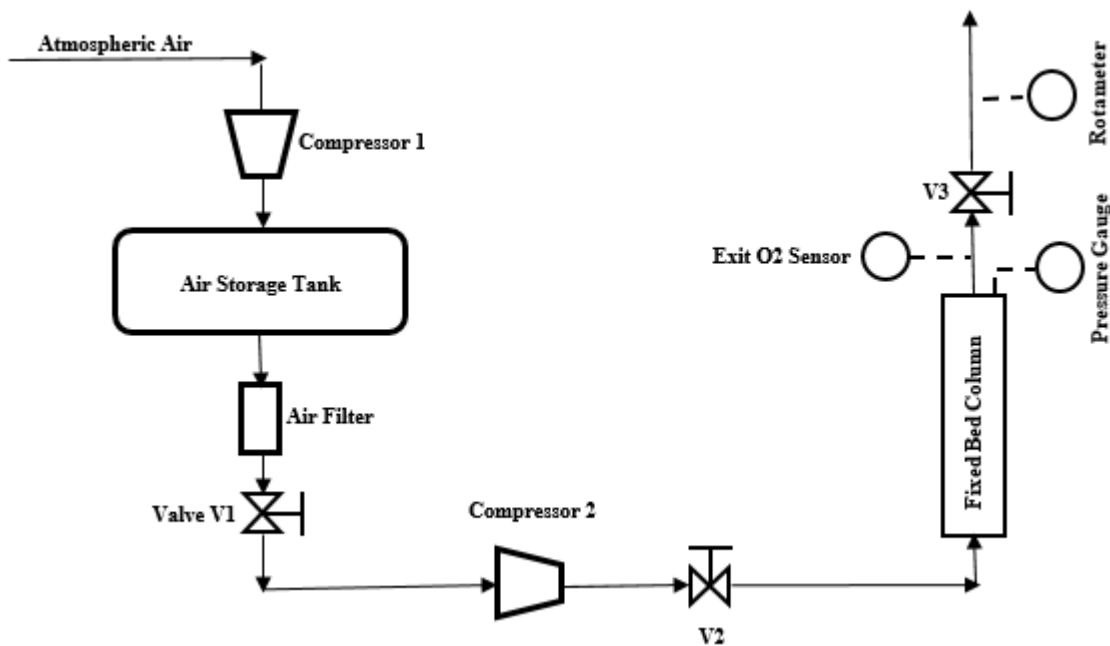 Atmospheric Air
Compressor 1
Air Storage Tank
Air Filter
Valve V1
Compressor 2
V2
Fixed Bed Column
Exit O2 Sensor
Pressure Gauge
V3
Rotameter